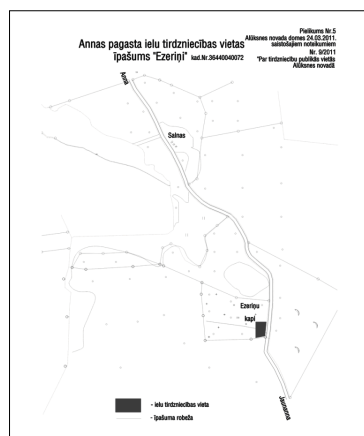 Pielikums Nr.5
Alūksnes novada domes 24.03.2011.
saistošajiem noteikumiem
Nr. 9/2011
"Par tirdzniecību publiskās vietās
Alūksnes novadā
Annas pagasta ielu tirdzniecības vietas
īpašums "Ezeriņi" kad.Nr.36440040072
Anna
Salnas
Ezeriņu
kapi
Jaunanna
- ielu tirdzniecības vieta
- īpašuma robeža